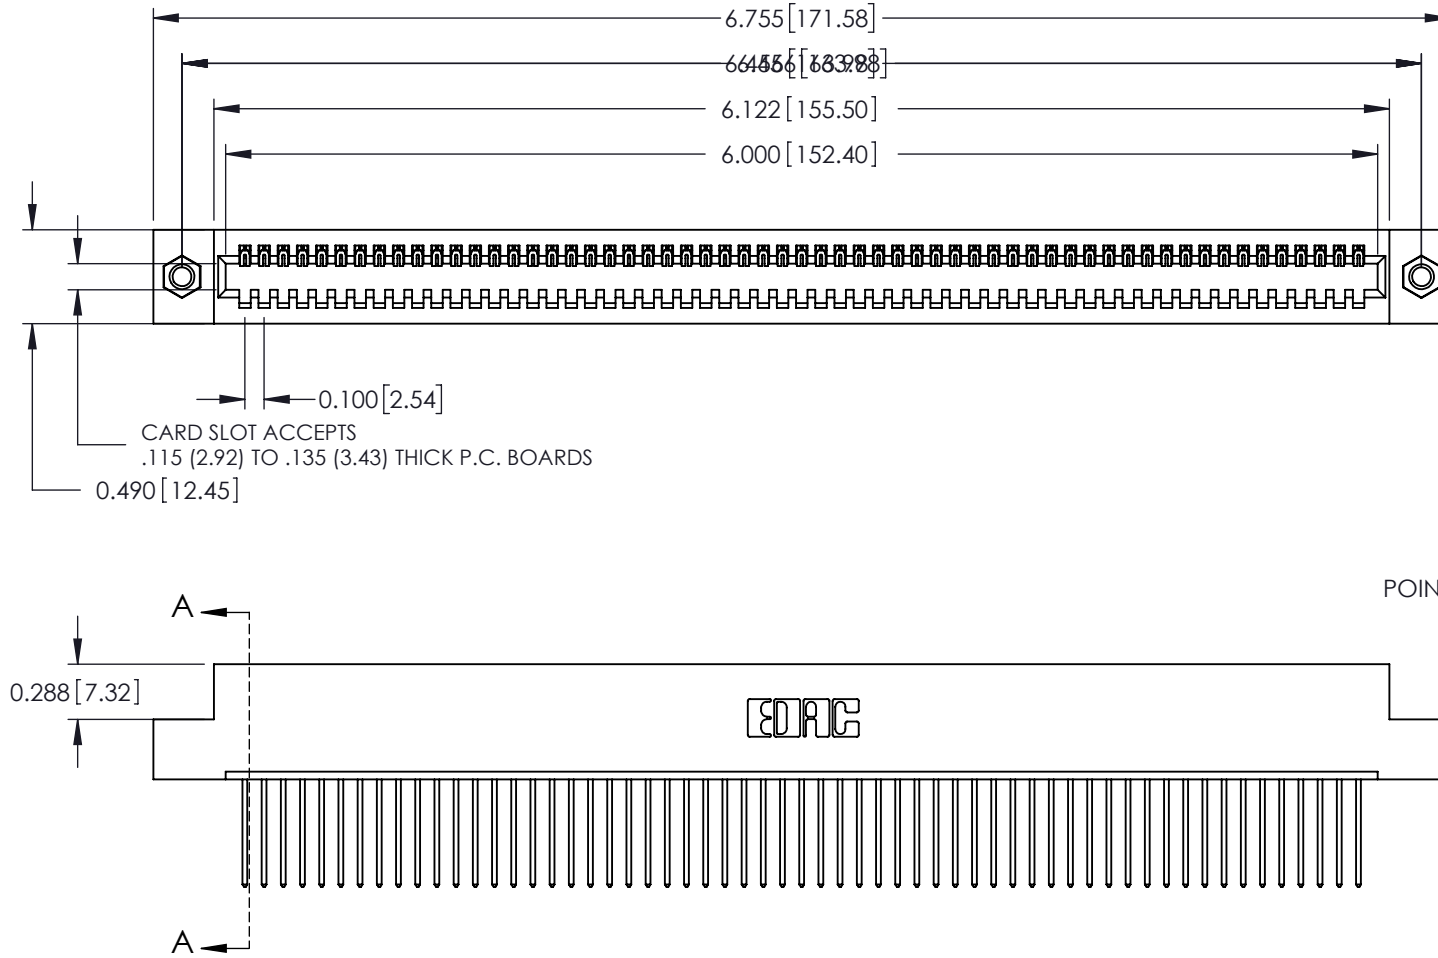 6.755[171.58]
6.122[155.50]
6.000[152.40]
0.100[2.54]
CARD SLOT ACCEPTS
.115 (2.92) TO .135 (3.43) THICK P.C. BOARDS
0.490[12.45]
POIN
A
0.288[7.32]
EDAC
A